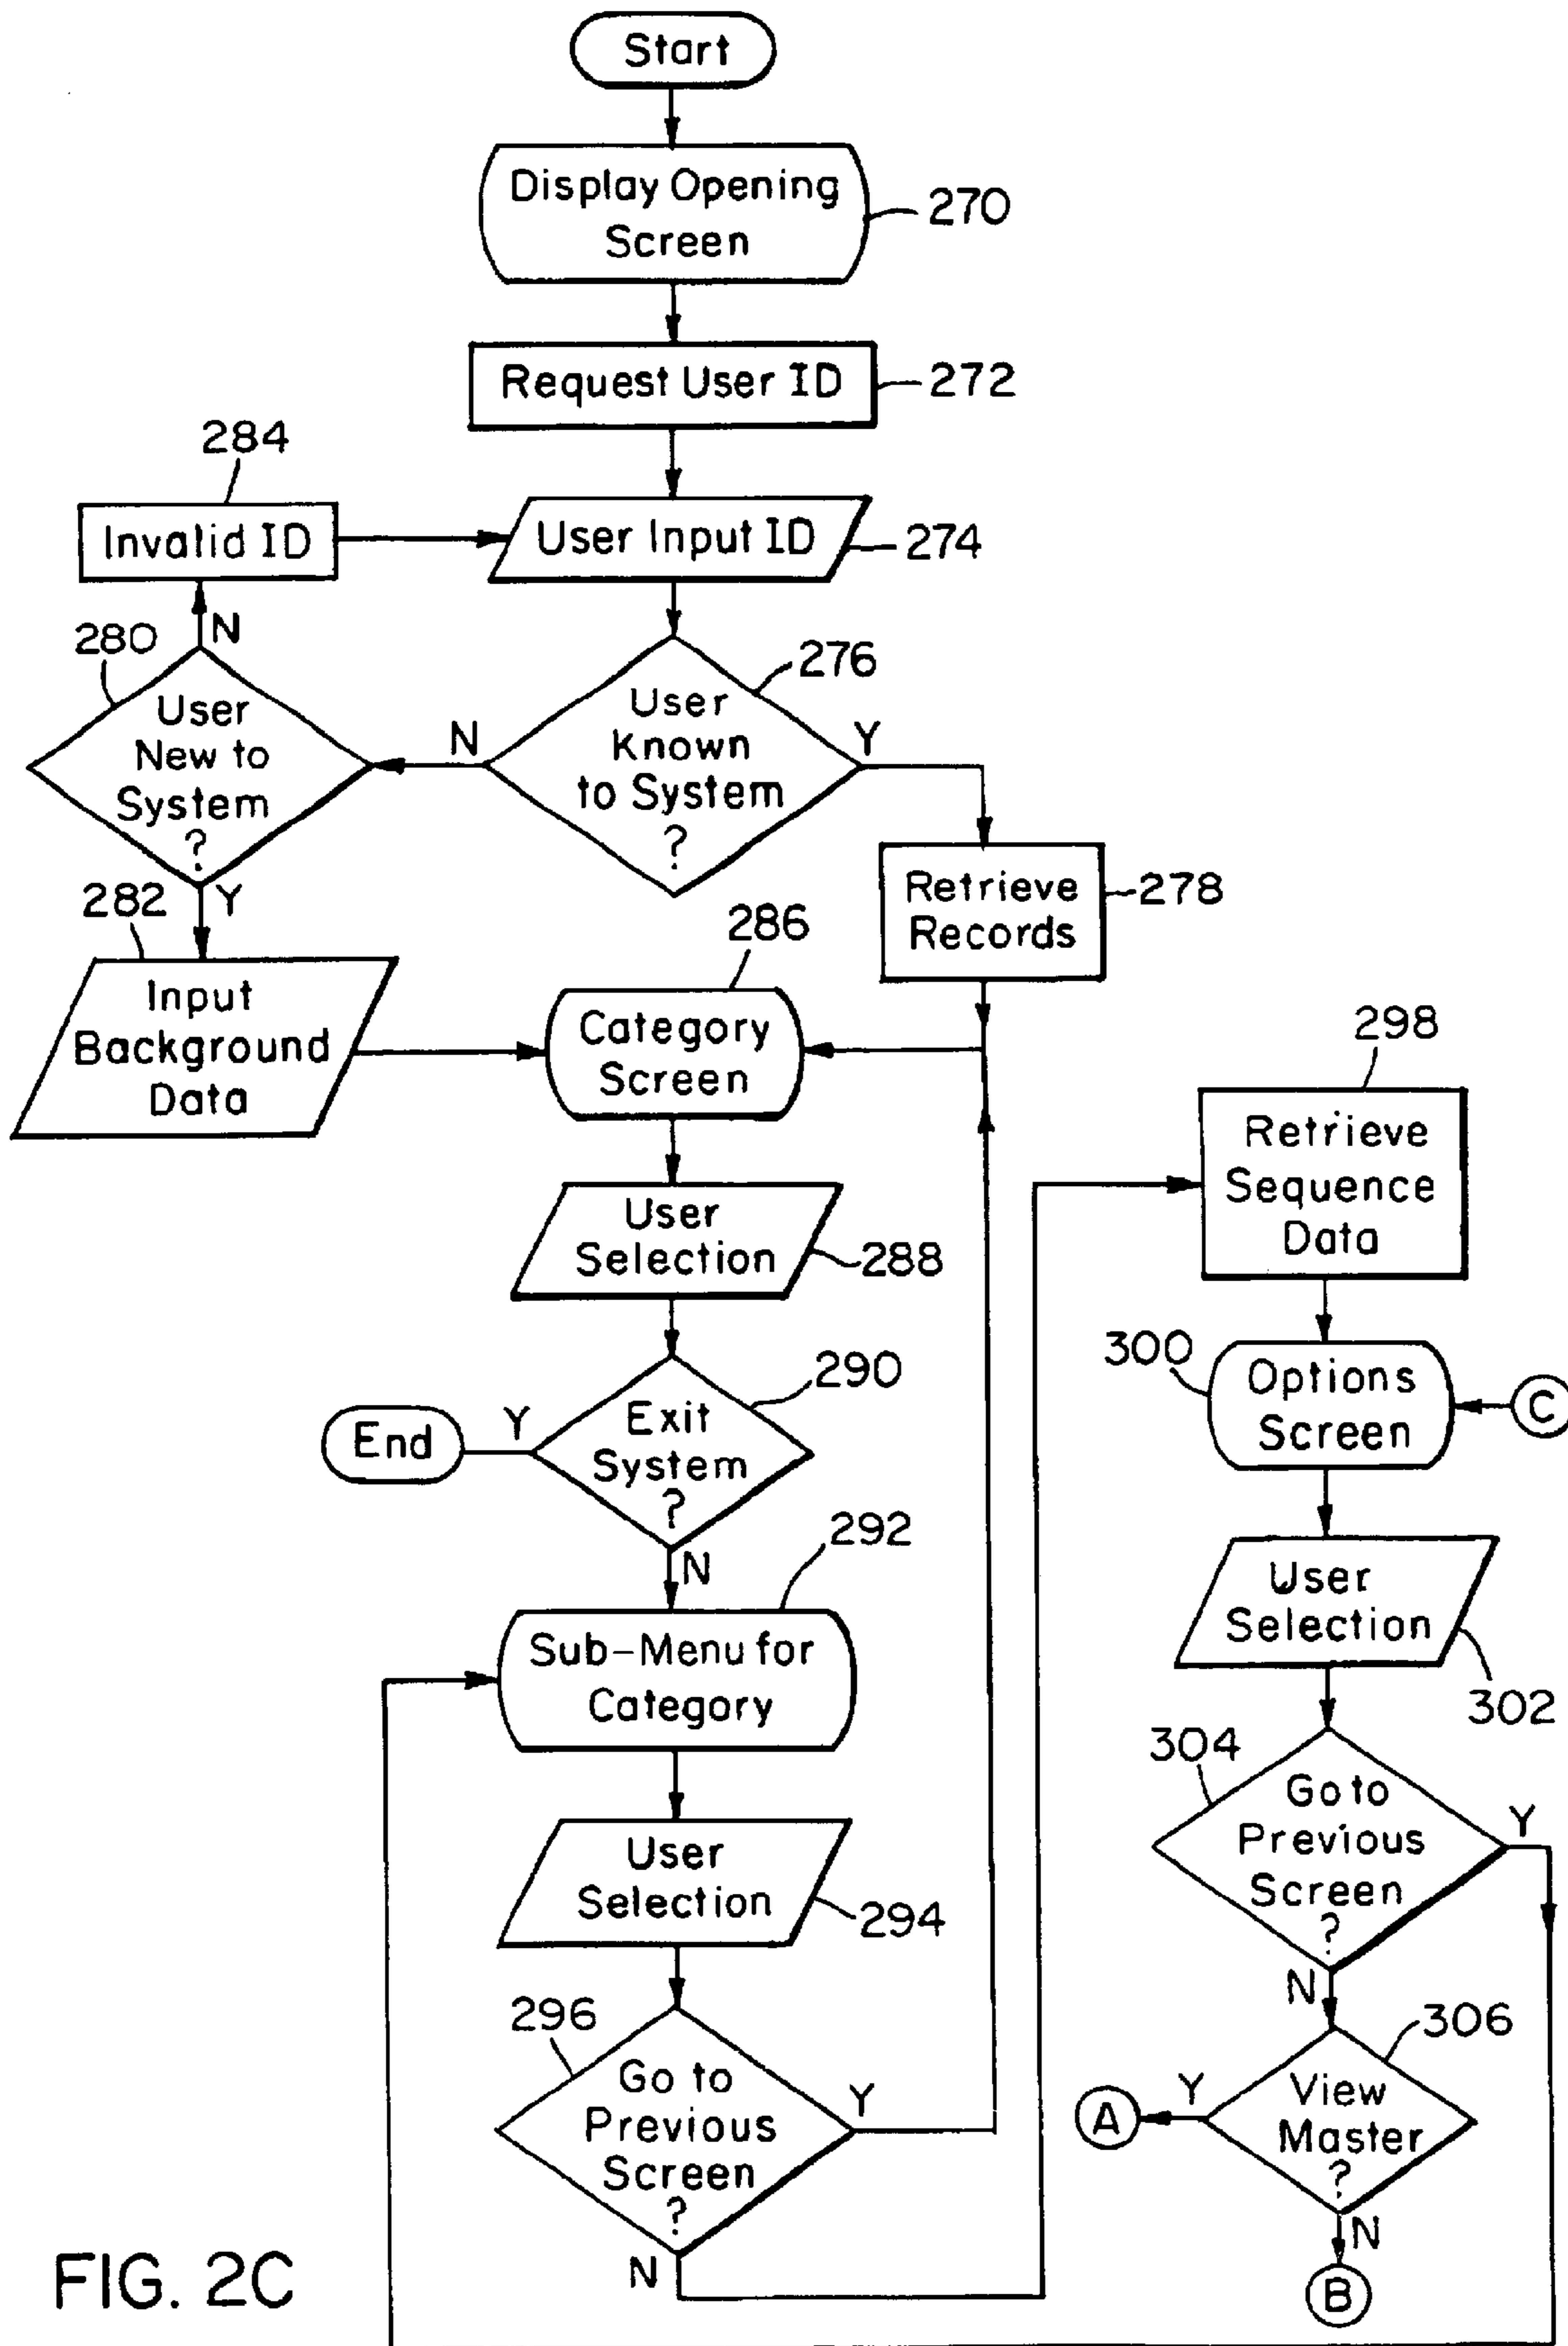 Start
Display Opening
Screen
270
Request User ID
272
284
Invalid ID
User Input ID
274
280
N
276
User
New to
System
?
N
User
Known
to System
?
Y
282
Y
Retrieve
Records
278
286
Input
Background
Data
Category
Screen
298
Retrieve
Sequence
Data
User
Selection
288
300
Options
Screen
C
290
End
Y
Exit
System
?
N
292
User
Selection
302
Sub-Menu for
Category
304
Go to
Previous
Screen
?
Y
N
User
Selection
294
296
Go to
Previous
Screen
?
Y
N
306
A
Y
View
Master
?
N
B
FIG. 2C